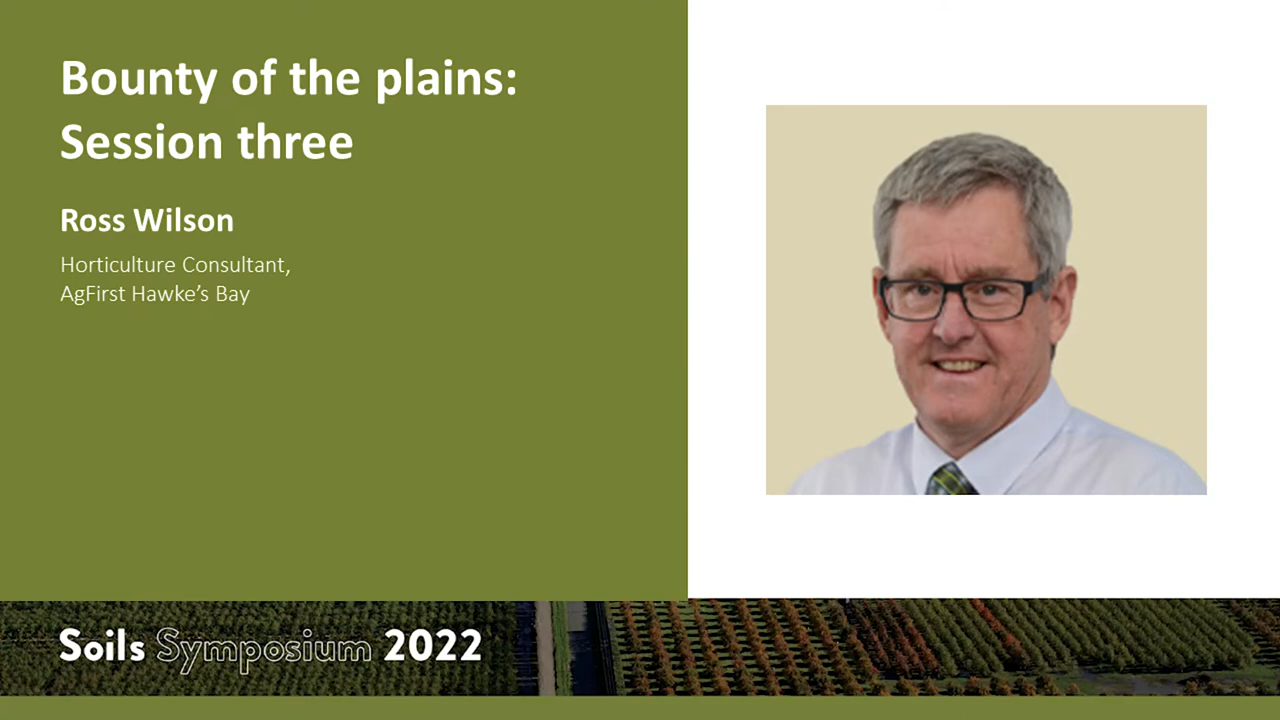 Bounty of the plains:
Session three
Ross Wilson
Horticulture Consultant,
AgFirst Hawke’s Bay
Soils Symposium 2022